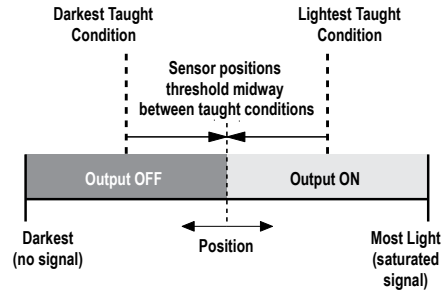 Darkest Taught
Condition
Lightest Taught
Condition
Sensor positions
threshold midway
between taught conditions
Output OFF
Output ON
Darkest
(no signal)
Position
Most Light
(saturated
signal)